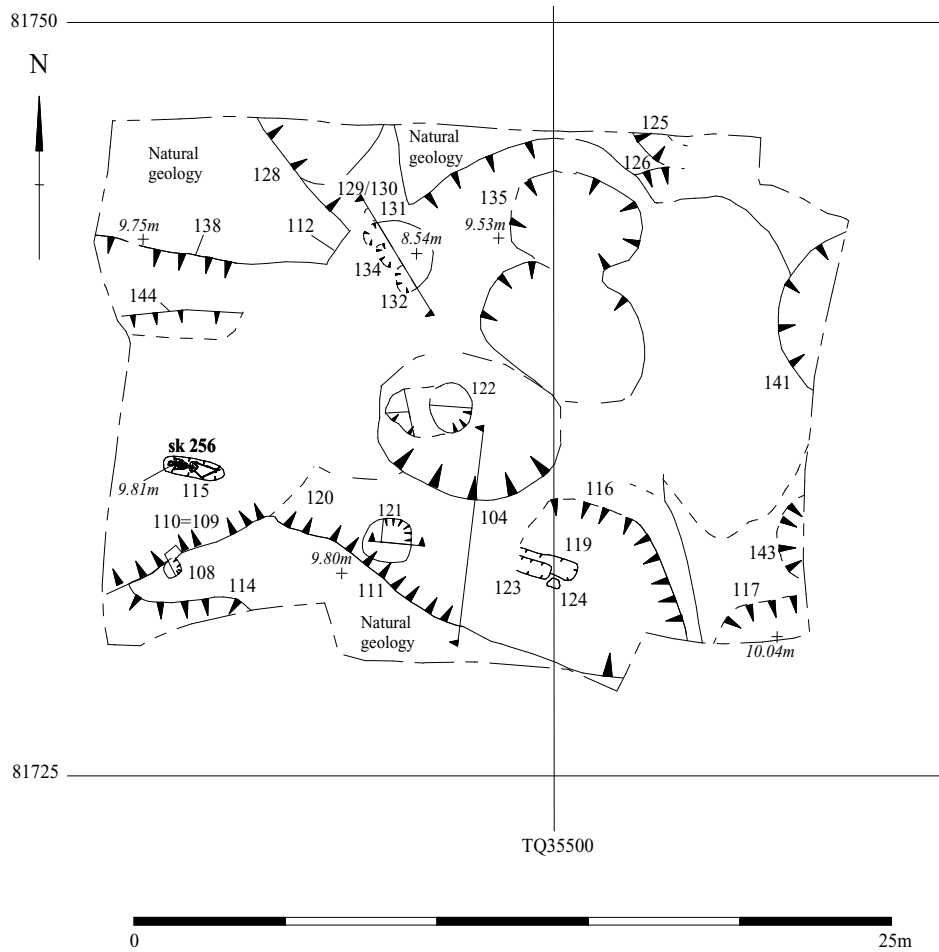 81750
N
125
Natural
geology
Natural
geology
126
128
129/130
135
131
9.75m
138
112
8.54m
9.53m
134
132
144
141
122
sk 256
9.81m
115
120
116
110=109
121
104
119
143
108
9.80m
114
111
123
124
117
Natural
geology
10.04m
81725
TQ35500
0
25m